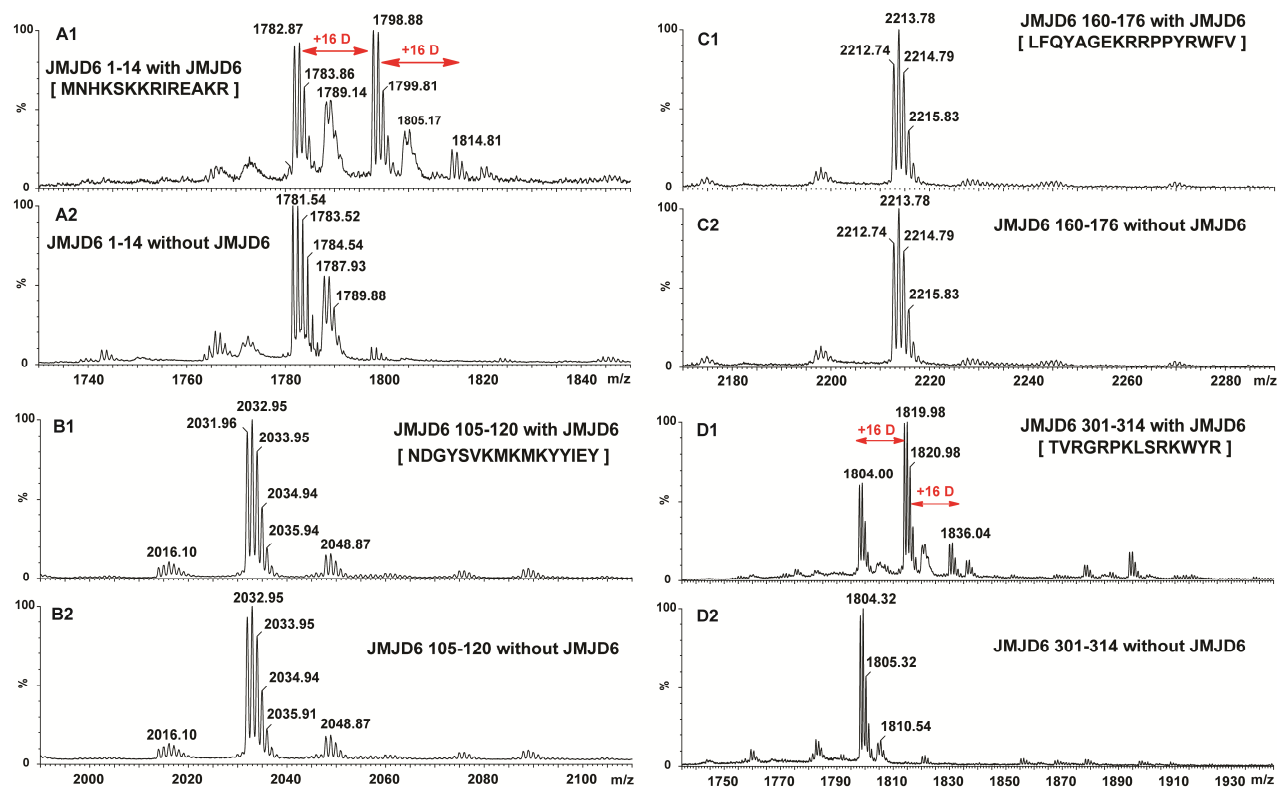 A1
1782.87
+16 D
1798.88
+16 D
JMJD6 1-14 with JMJD6
[ MNHKSKKRIREAKR ]
1783.86
1789.14
1799.81
1805.17
1814.81
100
%
0
A2
1781.54
JMJD6 1-14 without JMJD6
1783.52
1784.54
1787.93
1789.88
100
%
0
1740 1760 1780 1800 1820 1840 m/z
C1
2213.78
JMJD6 160-176 with JMJD6
[ LFQYAGEKRRPPYRWFV ]
2212.74
2214.79
2215.83
100
%
0
C2
2213.78
JMJD6 160-176 without JMJD6
2212.74
2214.79
2215.83
100
%
0
2180 2200 2220 2240 2260 2280 m/z
B1
2032.95
2031.96
2033.95
JMJD6 105-120 with JMJD6
[ NDGYSVKMKMKYYIEY ]
2034.94
2035.94
2016.10
2048.87
100
%
0
B2
2032.95
2033.95
JMJD6 105-120 without JMJD6
2034.94
2035.91
2016.10
2048.87
100
%
0
2000 2020 2040 2060 2080 2100 m/z
D1
1819.98
+16 D
JMJD6 301-314 with JMJD6
[ TVRGRPKLSRKWYR ]
1820.98
1804.00
+16 D
1836.04
100
%
0
D2
1804.32
JMJD6 301-314 without JMJD6
1805.32
1810.54
100
%
0
1750 1770 1790 1810 1830 1850 1870 1890 1910 1930 m/z